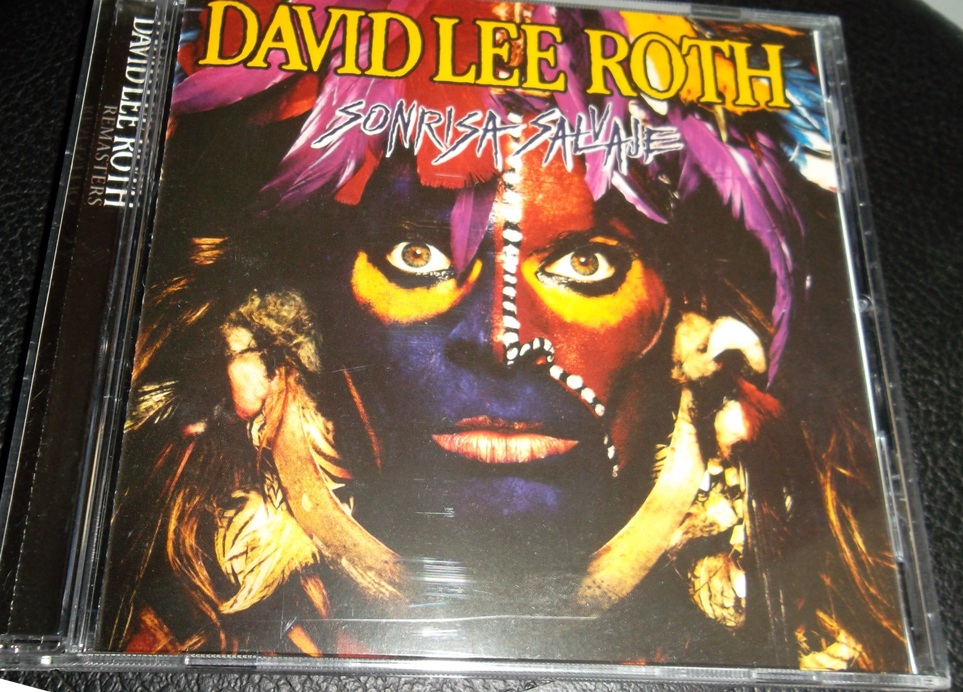 DAVID LEE ROTH
SONRISA SALVAJE
DAVID LEE ROTH
REMASTERS